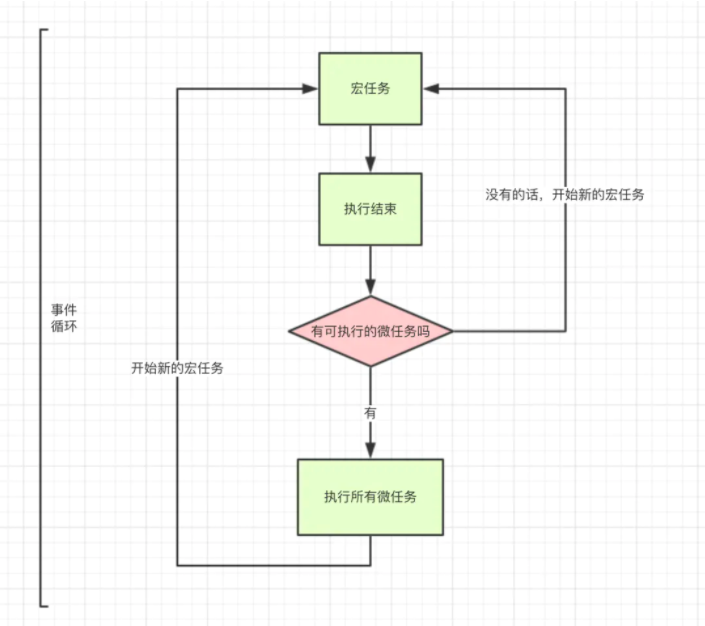 宏任务
执行结束
没有的话，开始新的宏任务
事件
循环
有可执行的微任务吗
开始新的宏任务
有
执行所有微任务